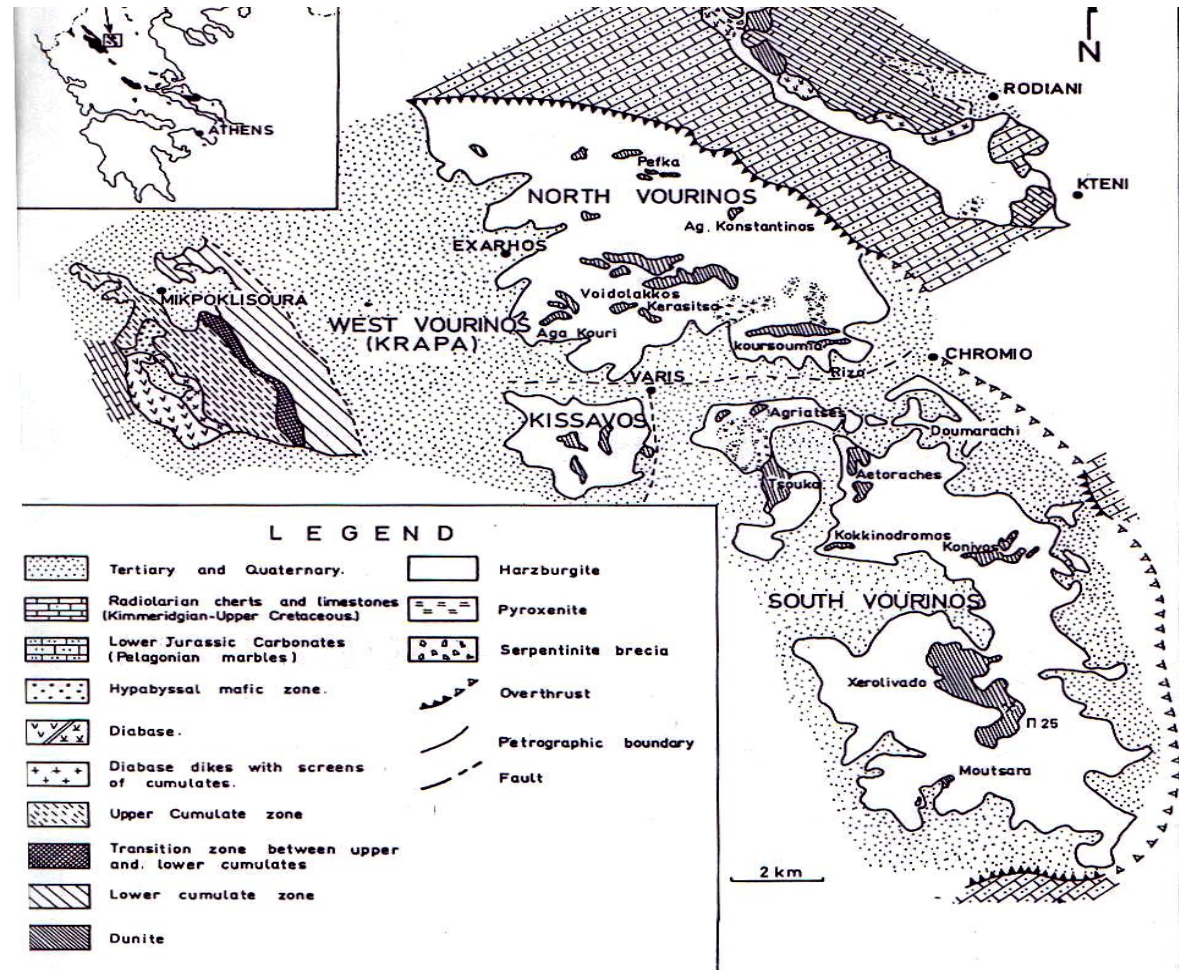 N
RODIANI
ATHENS
Pefka
KTENI
NORTH VOURINOS
Ag. Konstantinos
EXARHOS
MIKPOKLISOURA
Voidolakkos
Kerasitsa
WEST VOURINOS
(KRAPA)
Aga Kouri
koursoumia
CHROMIO
Riza
VARIS
KISSAVOS
Agriatses
Doumarachi
Tsouka
Aetoraches
Kokkinodromos
Konivos
SOUTH VOURINOS
Xerolivado
Π 25
Moutsara
2 km
LEGEND
Tertiary and Quaternary.
Radiolarian cherts and limestones
(Kimmeridgian-Upper Cretaceous.)
Lower Jurassic Carbonates
(Pelagonian marbles)
Hypabyssal mafic zone.
Diabase.
Diabase dikes with screens
of cumulates.
Upper Cumulate zone
Transition zone between upper
and. lower cumulates
Lower cumulate zone
Dunite
Harzburgite
Pyroxenite
Serpentinite brecia
Overthrust
Petrographic boundary
Fault